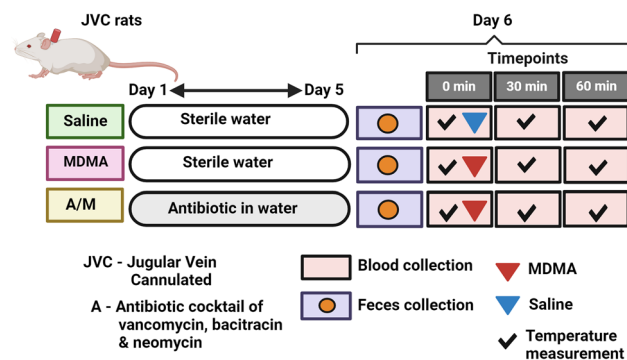 JVC rats
Day 6
Timepoints
Day 1
Day 5
0 min
30 min
60 min
Saline
Sterile water
MDMA
Sterile water
A/M
Antibiotic in water
JVC - Jugular Vein
Cannulated
A - Antibiotic cocktail of
vancomycin, bacitracin
& neomycin
Blood collection
Feces collection
MDMA
Saline
Temperature
measurement